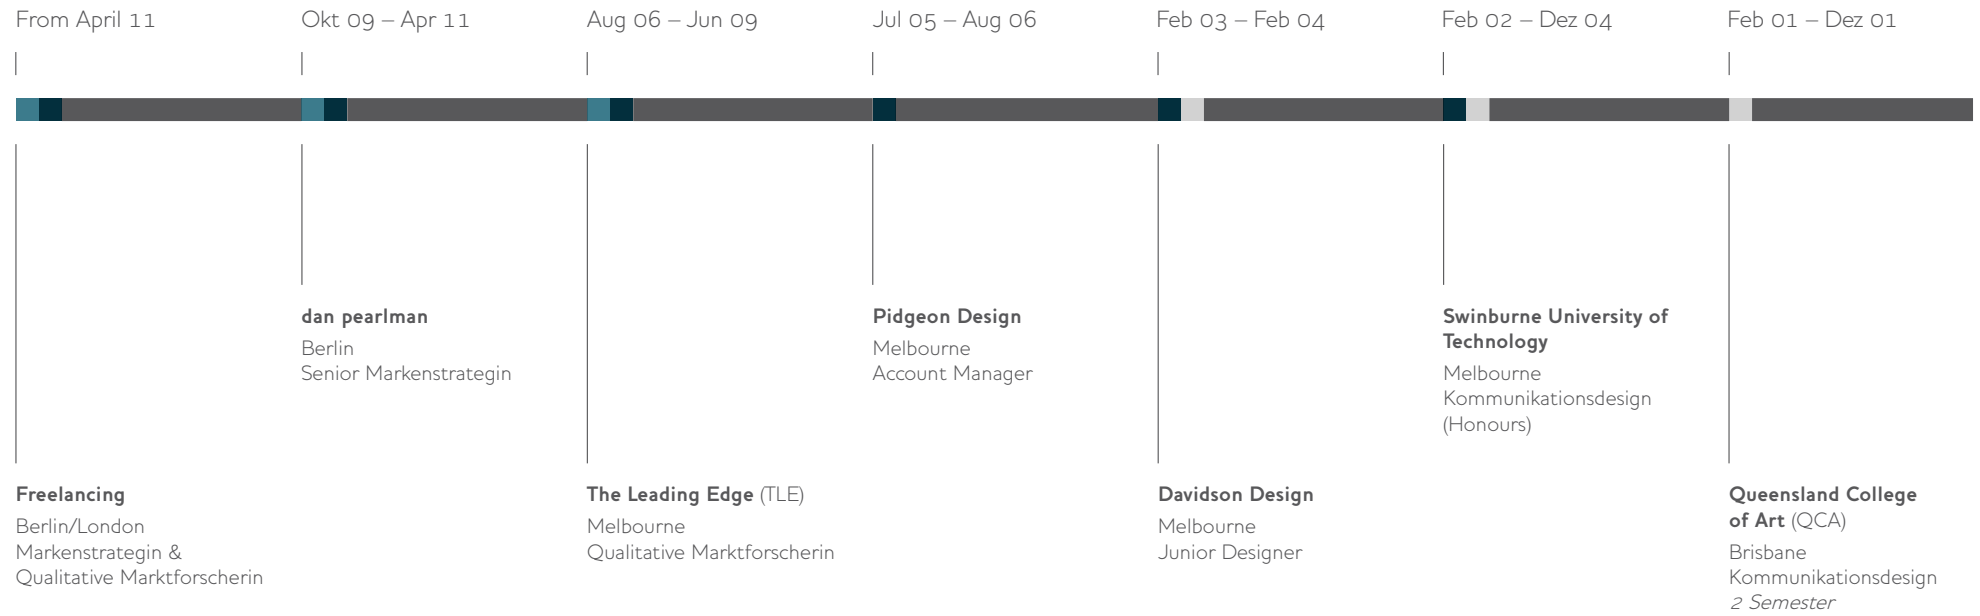 From April 11
Okt 09 – Apr 11
Aug 06 – Jun 09
Jul 05 – Aug 06
Feb 03 – Feb 04
Feb 02 – Dez 04
Feb 01 – Dez 01
dan pearlman
Berlin
Senior Markenstrategin
Pidgeon Design
Melbourne
Account Manager
Swinburne University of
Technology
Melbourne
Kommunikationsdesign
(Honours)
Freelancing
Berlin/London
Markenstrategin &
Qualitative Marktforscherin
The Leading Edge (TLE)
Melbourne
Qualitative Marktforscherin
Davidson Design
Melbourne
Junior Designer
Queensland College
of Art (QCA)
Brisbane
Kommunikationsdesign
2 Semester